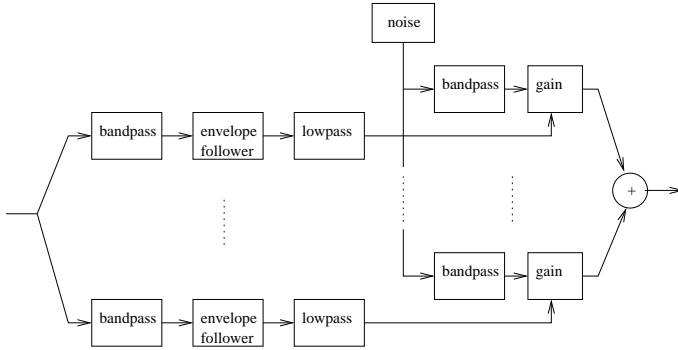 noise
bandpass
gain
bandpass
envelope
follower
lowpass
+
bandpass
gain
bandpass
envelope
follower
lowpass